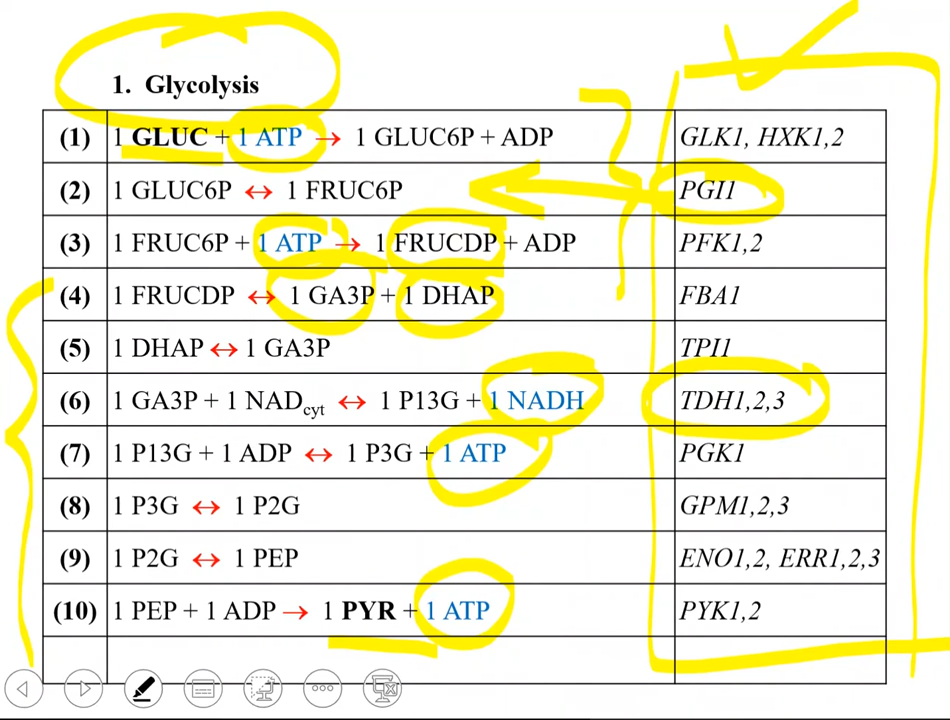 1. Glycolysis
(1) 1 GLUC + 1 ATP → 1 GLUC6P + ADP GLK1, HXK1,2
(2) 1 GLUC6P ↔ 1 FRUC6P PGI1
(3) 1 FRUC6P + 1 ATP → 1 FRUCDP + ADP PFK1,2
(4) 1 FRUCDP ↔ 1 GA3P + 1 DHAP FBA1
(5) 1 DHAP ↔ 1 GA3P TPI1
(6) 1 GA3P + 1 NADcyt ↔ 1 P13G + 1 NADH TDH1,2,3
(7) 1 P13G + 1 ADP ↔ 1 P3G + 1 ATP PGK1
(8) 1 P3G ↔ 1 P2G GPM1,2,3
(9) 1 P2G ↔ 1 PEP ENO1,2, ERR1,2,3
(10) 1 PEP + 1 ADP → 1 PYR + 1 ATP PYK1,2